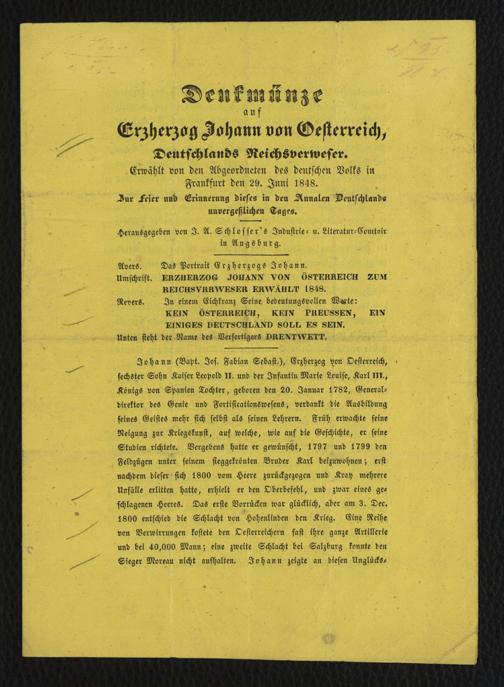 Denkmünze
auf
Erzherzog Johann von Oesterreich,
Deutschlands Reichsverweser.
Erwählt von den Abgeordneten des deutschen Volks in
Frankfurt den 29. Juni 1848.
Zur Feier und Erinnerung dieses in den Annalen Deutschlands
unvergeßlichen Tages.
Herausgegeben von J. A. Schlosser's Industrie- u. Literatur-Comtoir
in Augsburg.
Avers. Das Portrait Erzherzogs Johann.
Umschrift. ERZHERZOG JOHANN VON ÖSTERREICH ZUM
REICHSVRRWESER ERWÄHLT 1848.
Revers. In einem Eichkranz Seine bedeutungsvollen Worte:
KEIN ÖSTERREICH, KEIN PREUSSEN, EIN
EINIGES DEUTSCHLAND SOLL ES SEIN.
Unten steht der Name des Verfertigers DRENTWETT.
Johann (Bapt. Jos. Fabian Sebast.), Erzherzog von Oesterreich,
sechster Sohn Kaiser Leopold II. und der Infantin Marie Louise, Karl III.,
Königs von Spanien Tochter, geboren den 20. Januar 1782, General-
direktor des Genie und Fortifikationswesens, verdankt die Ausbildung
seines Geistes mehr sich selbst als seinen Lehrern. Früh erwachte seine
Neigung zur Kriegskunst, auf welche, wie auf die Geschichte, er seine
Studien richtete. Vergebens hatte er gewünscht, 1797 und 1799 den
Feldzügen unter seinem sieggekrönten Bruder Karl beizuwohnen; erst
nachdem dieser sich 1800 vom Heere zurückgezogen und Kray mehrere
Unfälle erlitten hatte, erhielt er den Oberbefehl, und zwar eines ge-
schlagenen Heeres. Das erste Vorrücken war glücklich, aber am 3. Dec.
1800 entschied die Schlacht von Hohenlinden den Krieg. Eine Reihe
von Verwirrungen kostete den Oesterreichern fast ihre ganze Artillerie
und bei 40,000 Mann; eine zweite Schlacht bei Salzburg konnte den
Sieger Moreau nicht aufhalten. Johann zeigte an diesen Unglücks-